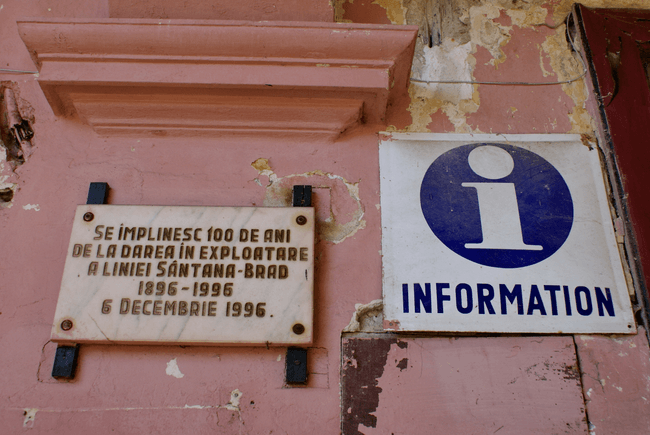 SE ÎMPLINESC 100 DE ANI
DE LA DAREA ÎN EXPLOATARE
A LINIEI SÂNTANA-BRAD
1896-1996
6 DECEMBRIE 1996.
i
INFORMATION